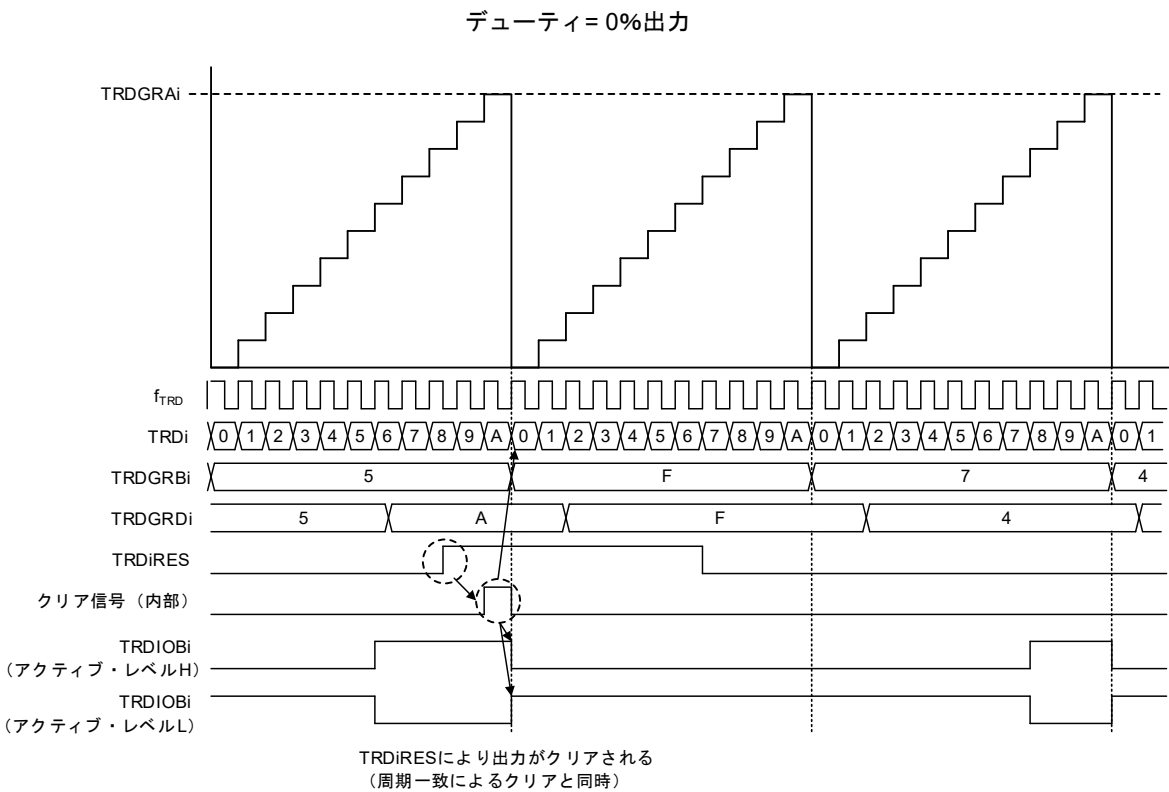 デューティ= 0%出力
TRDGRAi
fTRD
TRDi 0 1 2 3 4 5 6 7 8 9 A 0 1 2 3 4 5 6 7 8 9 A 0 1 2 3 4 5 6 7 8 9 A 0 1
TRDGRBi 5 F 7 4
TRDGRDi 5 A F 4
TRDiRES
クリア信号（内部）
TRDIOBi
（アクティブ・レベルH）
TRDIOBi
（アクティブ・レベルL）
TRDiRESにより出力がクリアされる
（周期一致によるクリアと同時）